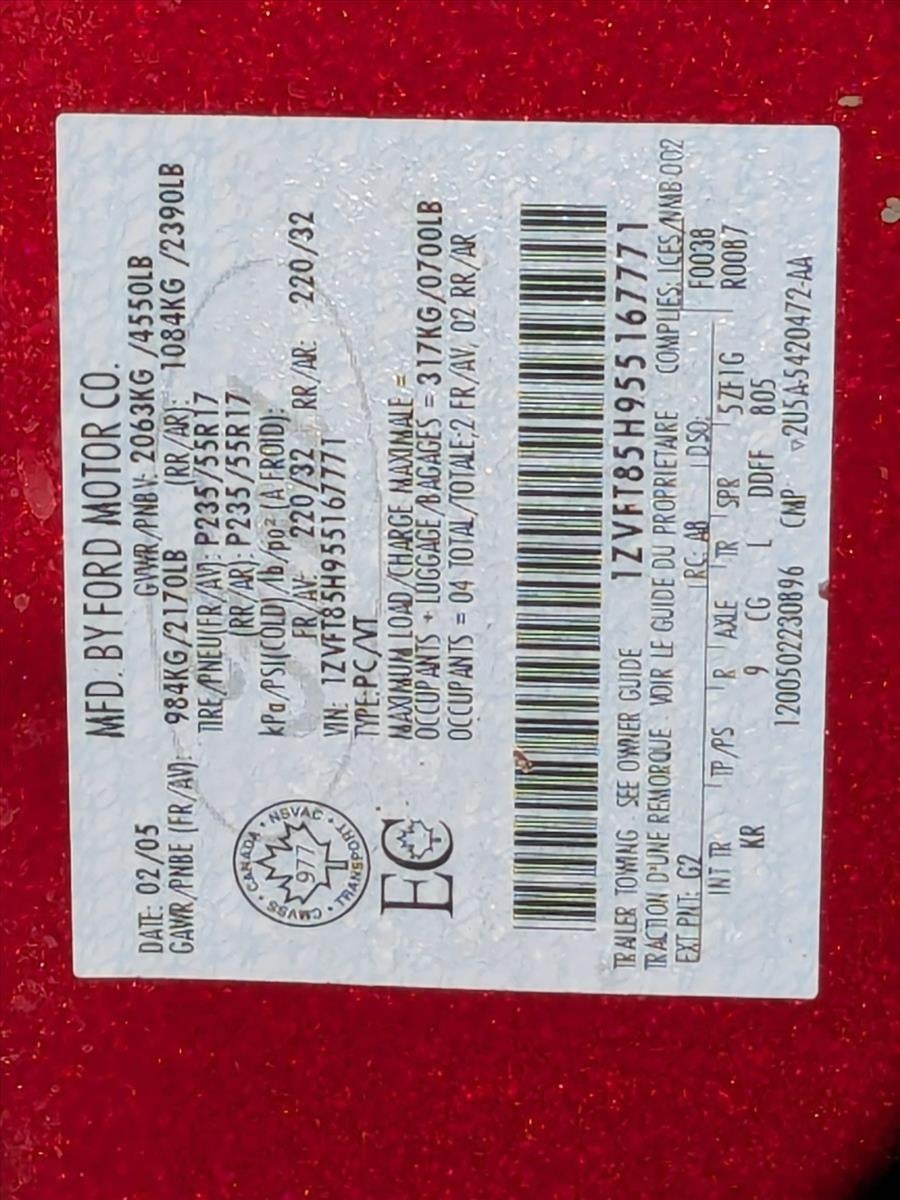 MFD. BY FORD MOTOR CO.
DATE: 02/05 GVWR/PNBV: 2063KG /4550LB
GAWR/PNBE (FR/AV): 984KG/2170LB (RR/AR): 1084KG /2390LB
TIRE/PNEU(FR/AV): P235/55R17
(RR/AR): P235/55R17
kPa/PSI(COLD)/lb/po² (A FROID):
FR/AV: 220/32 RR/AR: 220/32
VIN: 1ZVFT85H955167771
TYPE:PC/VT
MAXIMUM LOAD/CHARGE MAXIMALE =
OCCUPANTS + LUGGAGE/BAGAGES = 317KG/0700LB
OCCUPANTS = 04 TOTAL/TOTALE:2 FR/AV, 02 RR/AR
CANADA • NSVAC • TRANSPORT • CMVSS
977
T
EC
1ZVFT85H955167771
TRAILER TOWING - SEE OWNER GUIDE
TRACTION D'UNE REMORQUE - VOIR LE GUIDE DU PROPRIETAIRE COMPLIES: ICES/NMB-002
EXT PNT: G2 RC: A8 DSO: F0038
INT TR TP/PS R AXLE TR SPR 5ZF1G R0087
KR 9 CG L DDFF 805
1200502230896 CMP ▽2U5A-5420472-AA